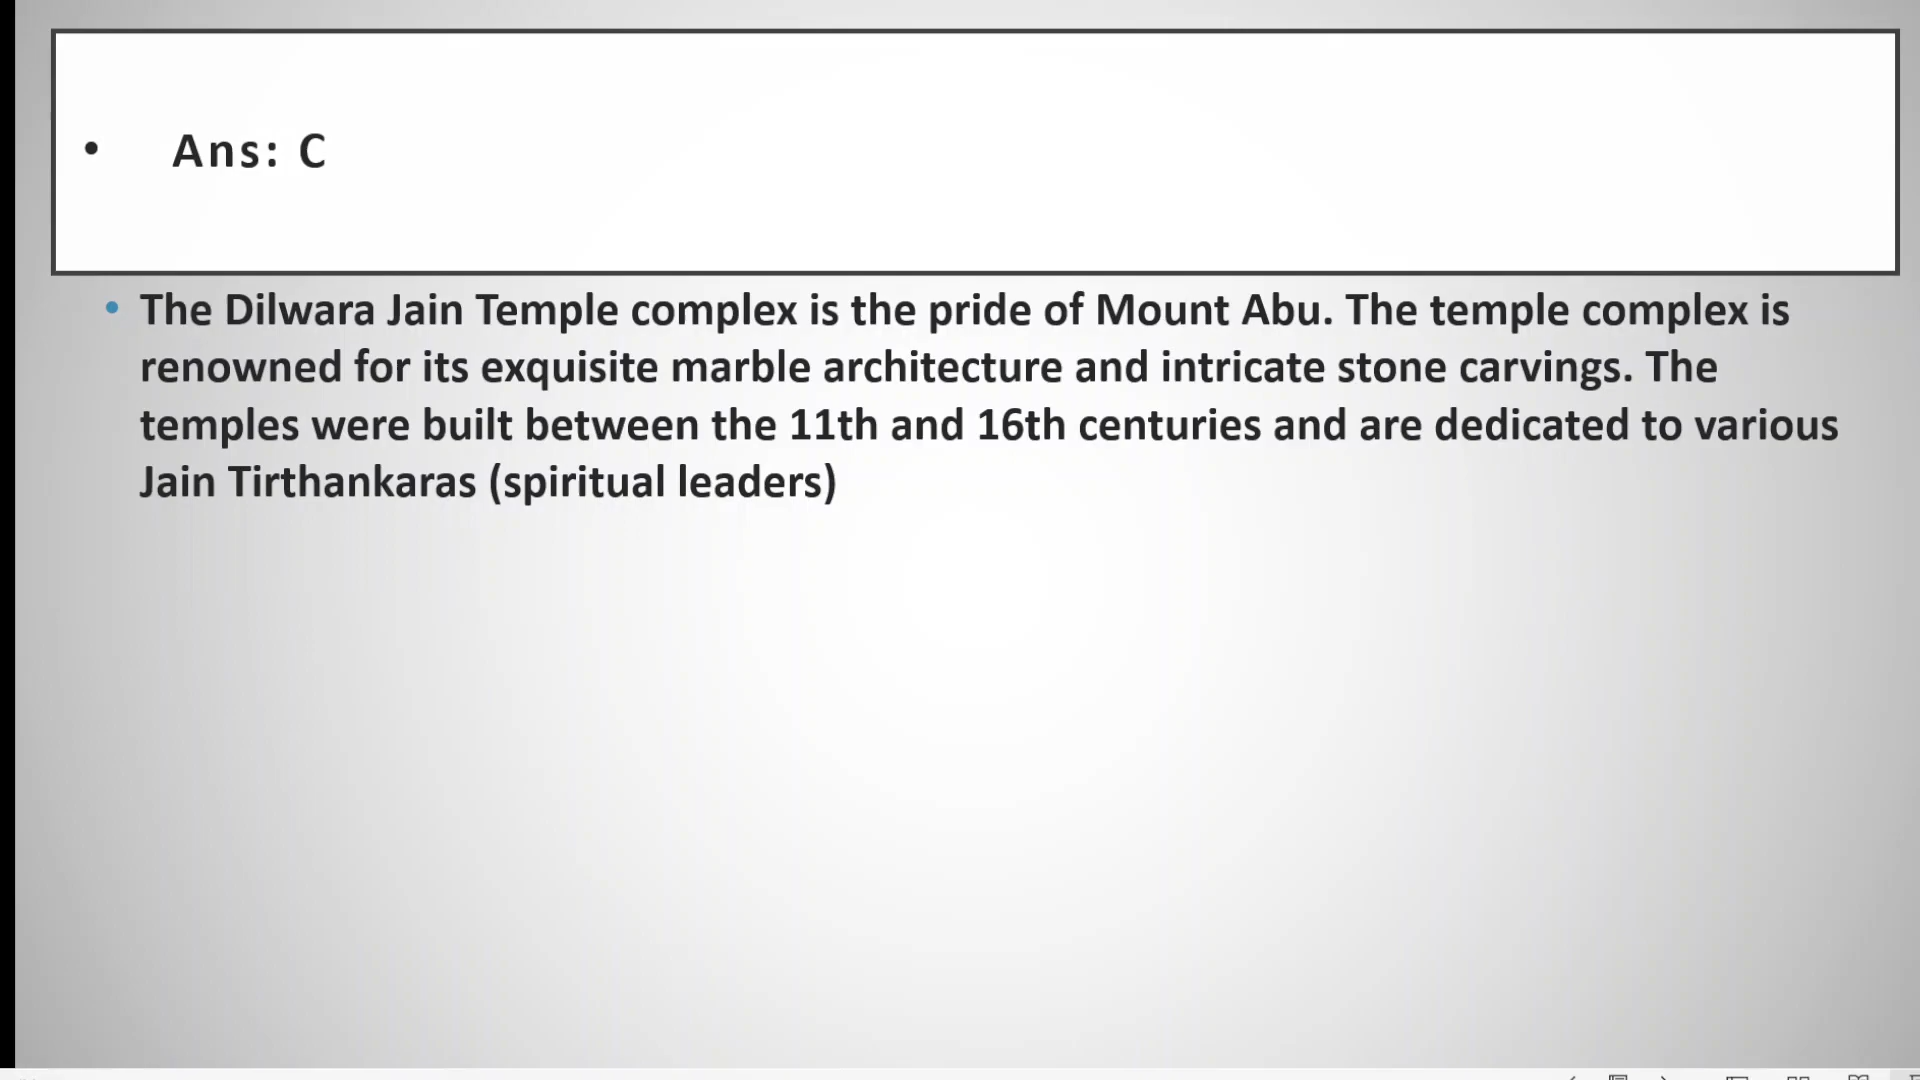 • Ans: C
• The Dilwara Jain Temple complex is the pride of Mount Abu. The temple complex is
renowned for its exquisite marble architecture and intricate stone carvings. The
temples were built between the 11th and 16th centuries and are dedicated to various
Jain Tirthankaras (spiritual leaders)